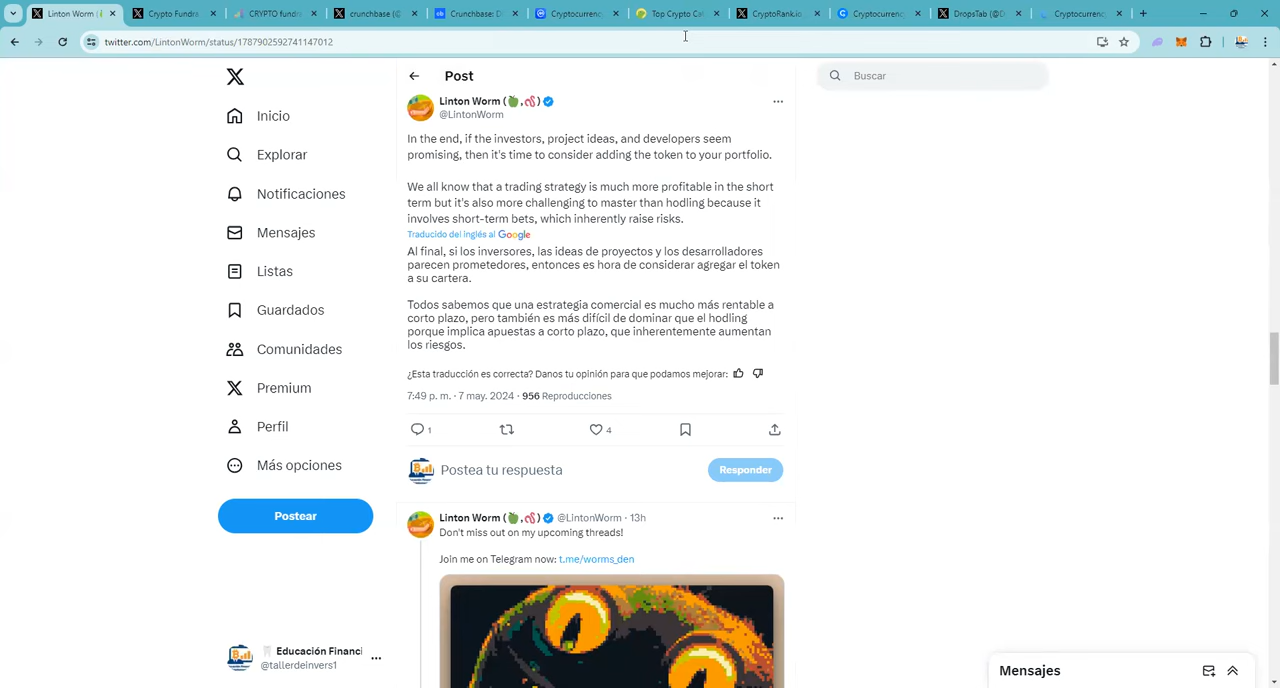 Linton Worm (
Crypto Fundra
CRYPTO fundra
crunchbase (@
Crunchbase: D
Cryptocurrenc
Top Crypto Cal
CryptoRank.io
Cryptocurrenc
DropsTab (@D
Cryptocurrency
twitter.com/LintonWorm/status/1787902592741147012
Post
Buscar
Inicio
Explorar
Notificaciones
Mensajes
Listas
Guardados
Comunidades
Premium
Perfil
Más opciones
Postear
Educación Financi
@tallerdeinvers1
Linton Worm (🍏,🪱)
@LintonWorm
In the end, if the investors, project ideas, and developers seem
promising, then it's time to consider adding the token to your portfolio.
We all know that a trading strategy is much more profitable in the short
term but it's also more challenging to master than hodling because it
involves short-term bets, which inherently raise risks.
Traducido del inglés al Google
Al final, si los inversores, las ideas de proyectos y los desarrolladores
parecen prometedores, entonces es hora de considerar agregar el token
a su cartera.
Todos sabemos que una estrategia comercial es mucho más rentable a
corto plazo, pero también es más difícil de dominar que el hodling
porque implica apuestas a corto plazo, que inherentemente aumentan
los riesgos.
¿Esta traducción es correcta? Danos tu opinión para que podamos mejorar:
7:49 p. m. · 7 may. 2024 · 956 Reproducciones
1
4
Postea tu respuesta
Responder
Linton Worm (🍏,🪱) @LintonWorm · 13h
Don't miss out on my upcoming threads!
Join me on Telegram now: t.me/worms_den
Mensajes